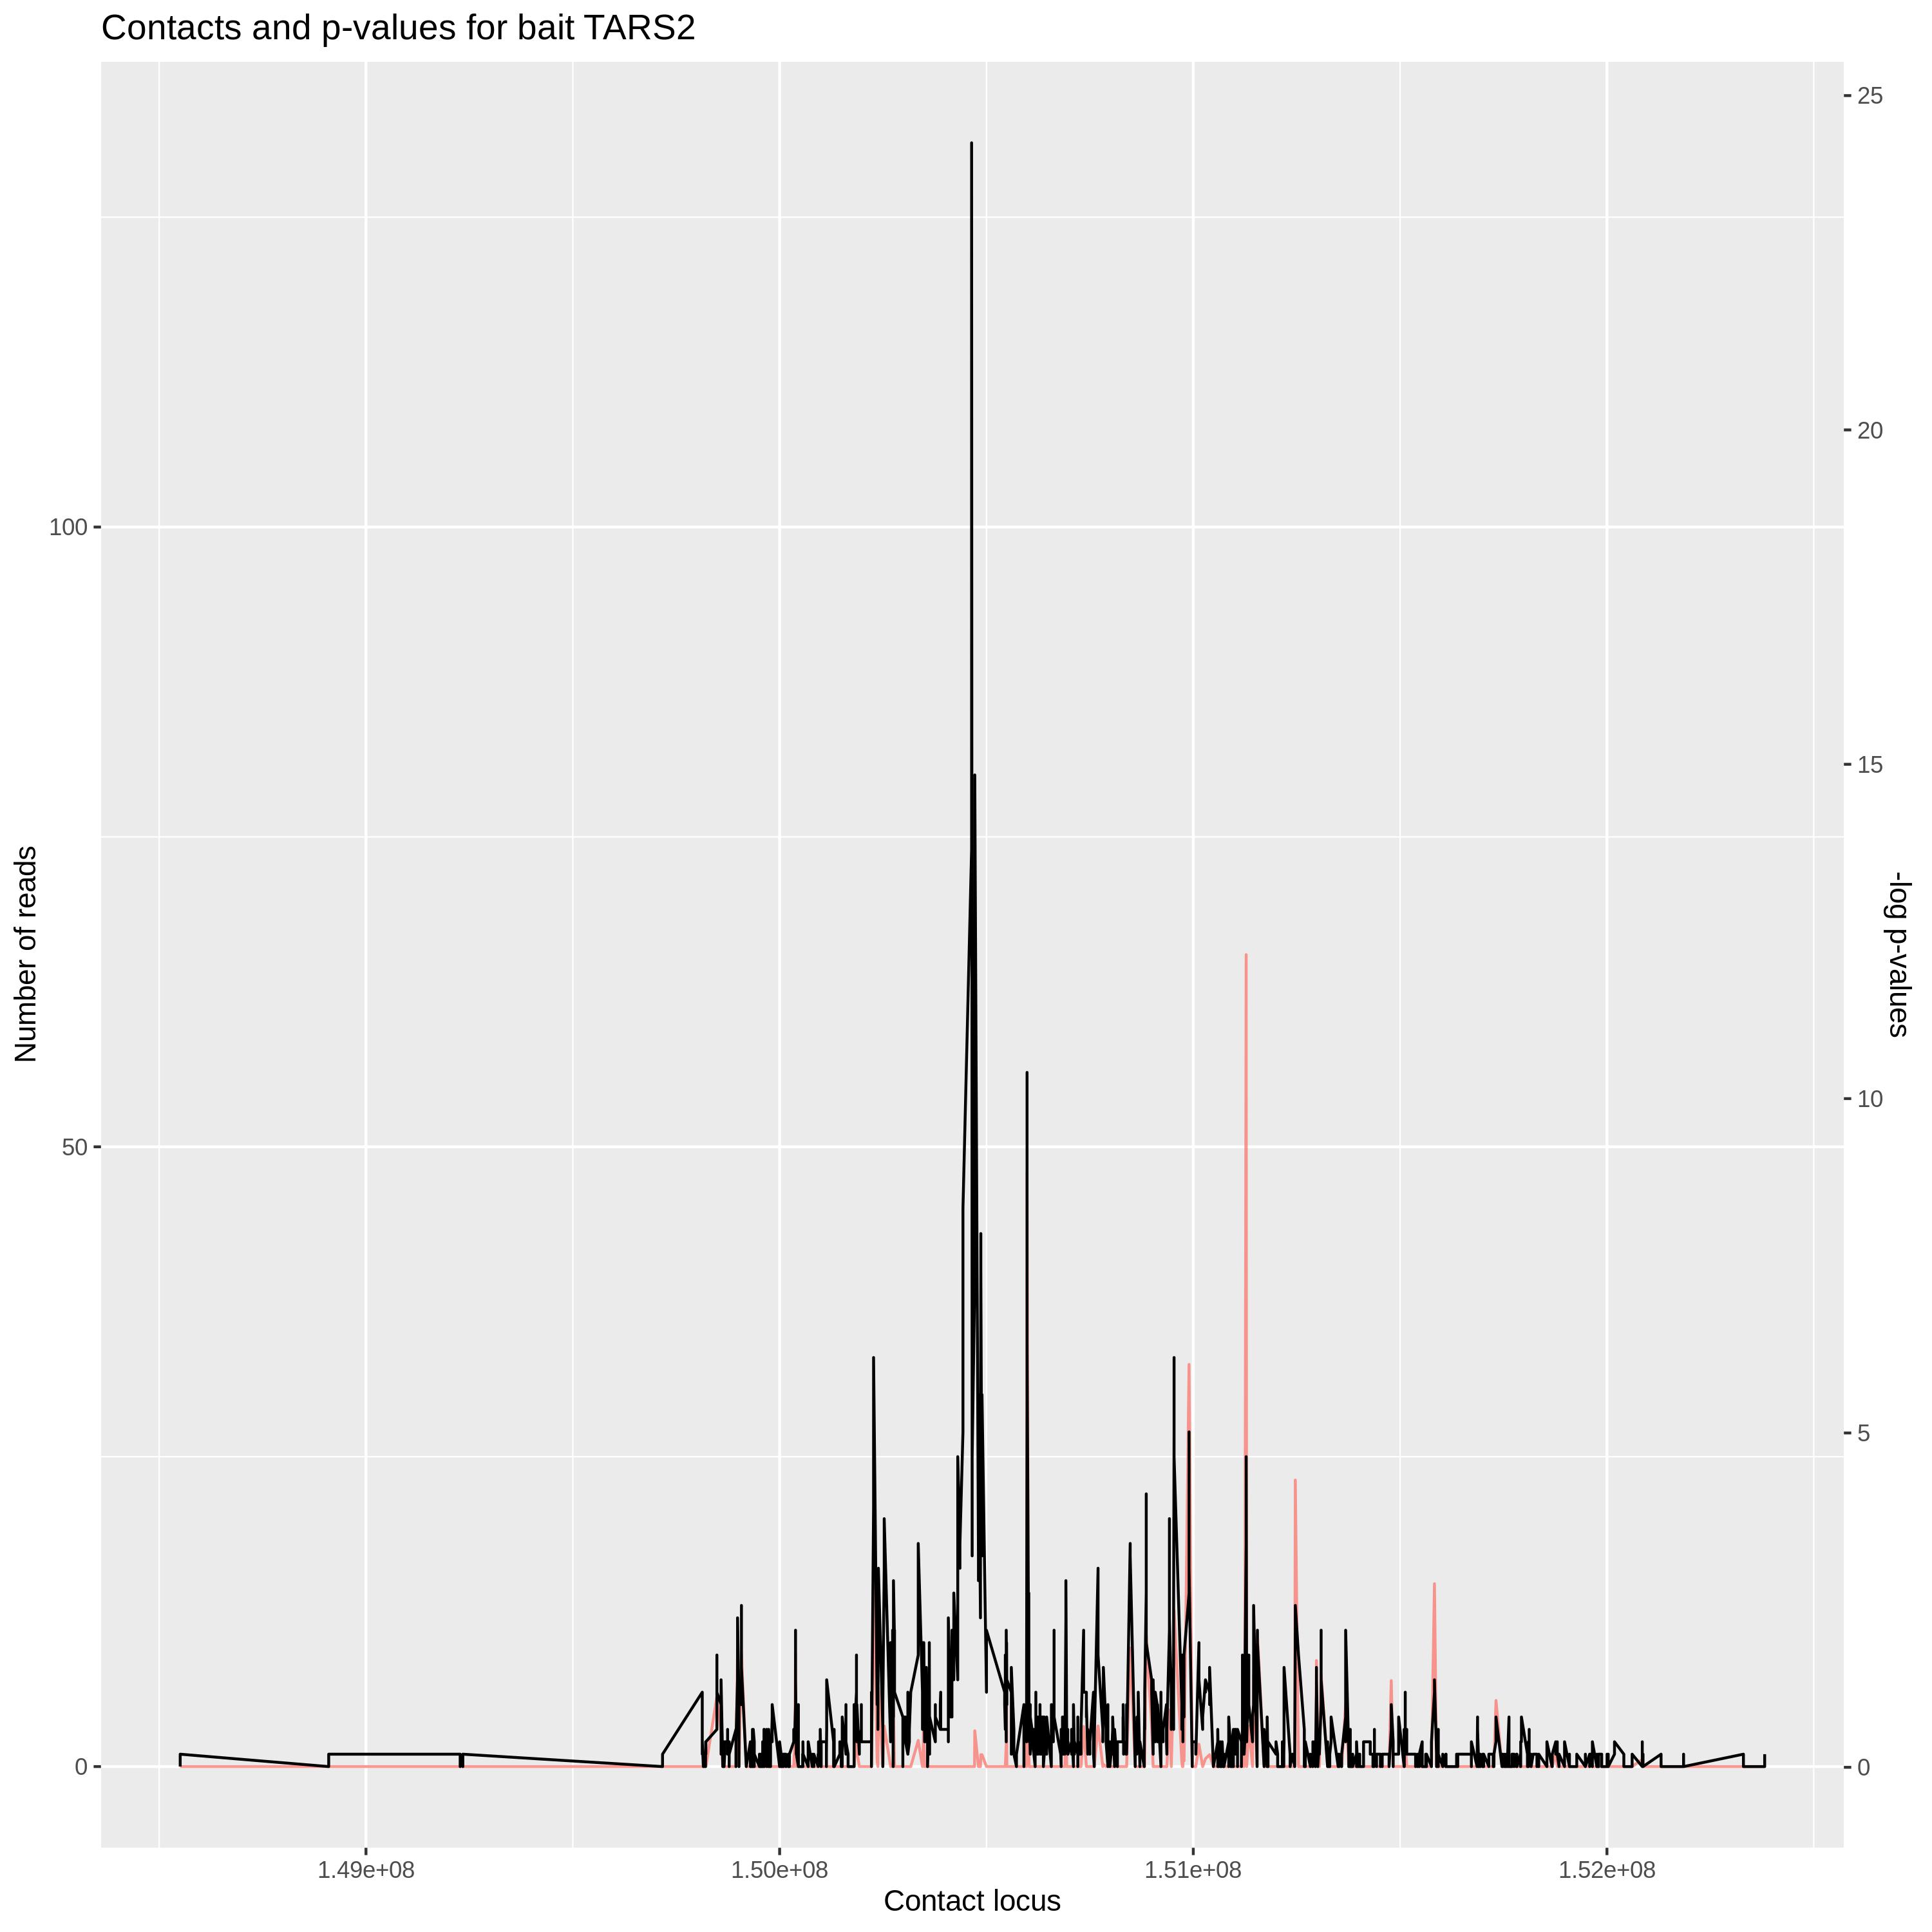 Contacts and p-values for bait TARS2
25
20
100
15
Number of reads
-log p-values
10
50
5
0
0
1.49e+08 1.50e+08 1.51e+08 1.52e+08
Contact locus